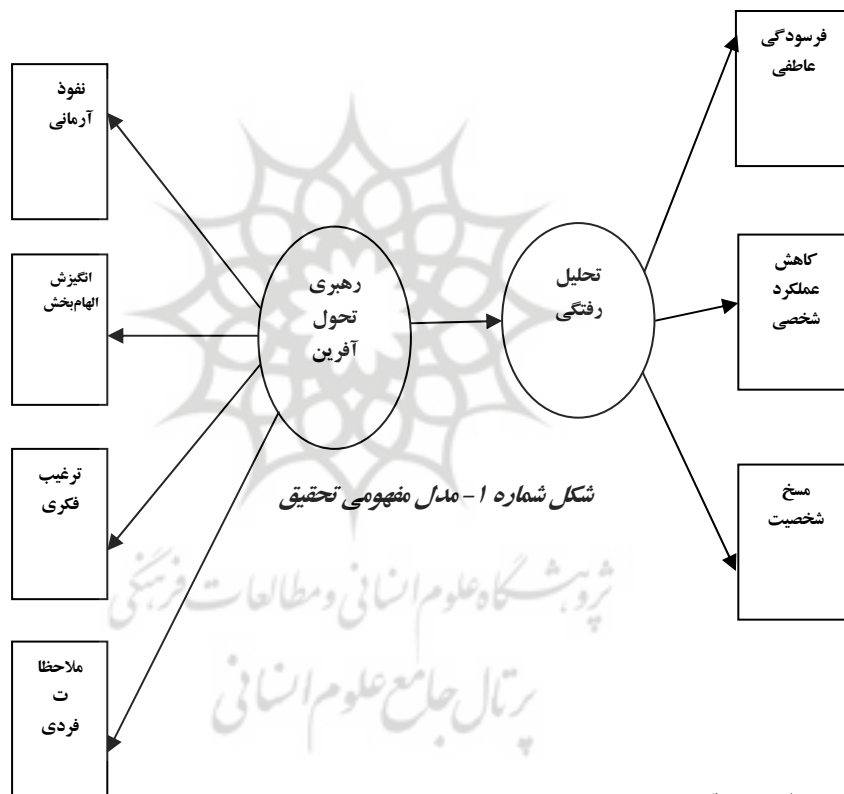 فرسودگی
عاطفی
نفوذ
آرمانی
کاهش
عملکرد
شخصی
تحلیل
رفتگی
رهبری
تحول
آفرین
انگیزش
الهام‌بخش
ترغیب
فکری
مسخ
شخصیت
شکل شماره ۱- مدل مفهومی تحقیق
پژوهشگاه علوم انسانی و مطالعات فرهنگی
پرتال جامع علوم انسانی
ملاحظا
ت
فردی